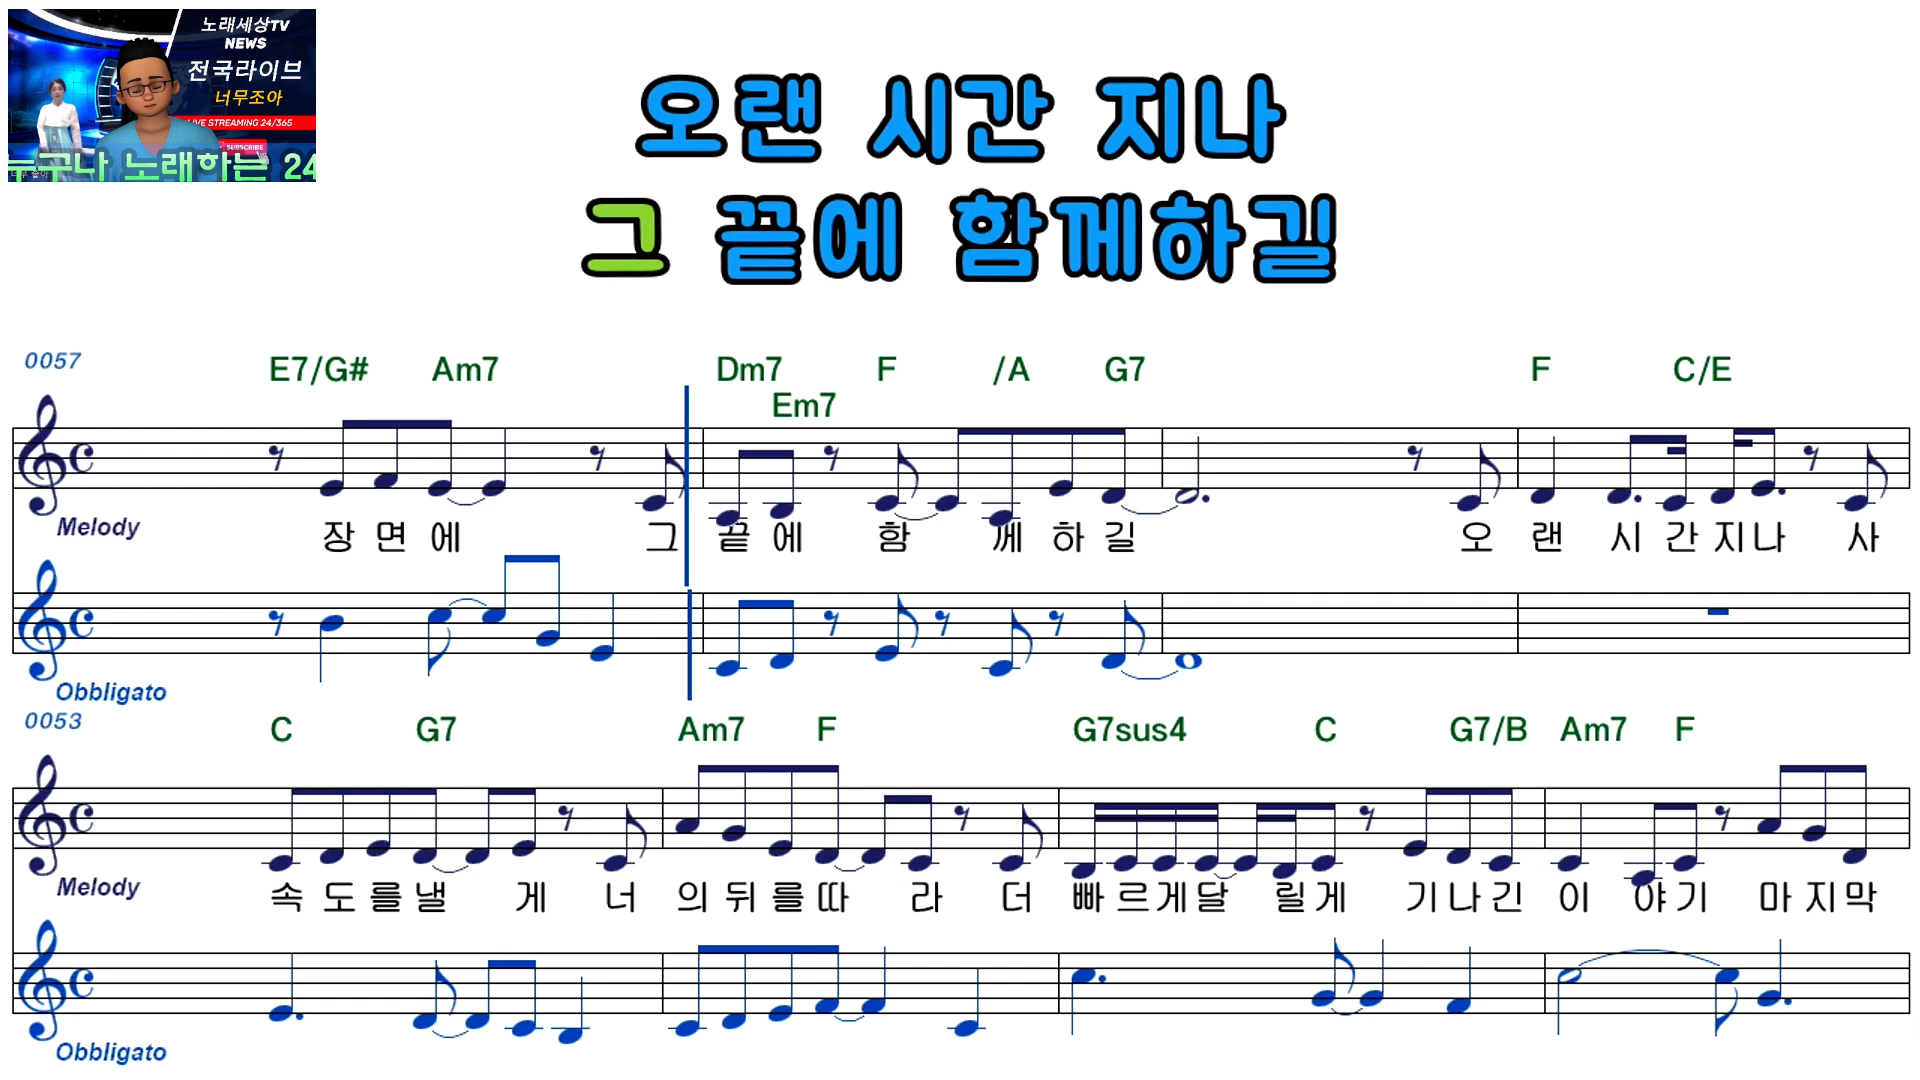 노래세상TV
NEWS
전국라이브
너무조아
LIVE STREAMING 24/365
SUBSCRIBE
누구나 노래하는 24
오랜 시간 지나
그 끝에 함께하길
0057
E7/G# Am7 Dm7 Em7 F /A G7 F C/E
Melody
장면에 그 끝에 함께하길 오랜 시간지나 사
Obbligato
0053
C G7 Am7 F G7sus4 C G7/B Am7 F
Melody
속도를낼게 너의뒤를따라 더 빠르게달릴게 기나긴 이야기 마지막
Obbligato